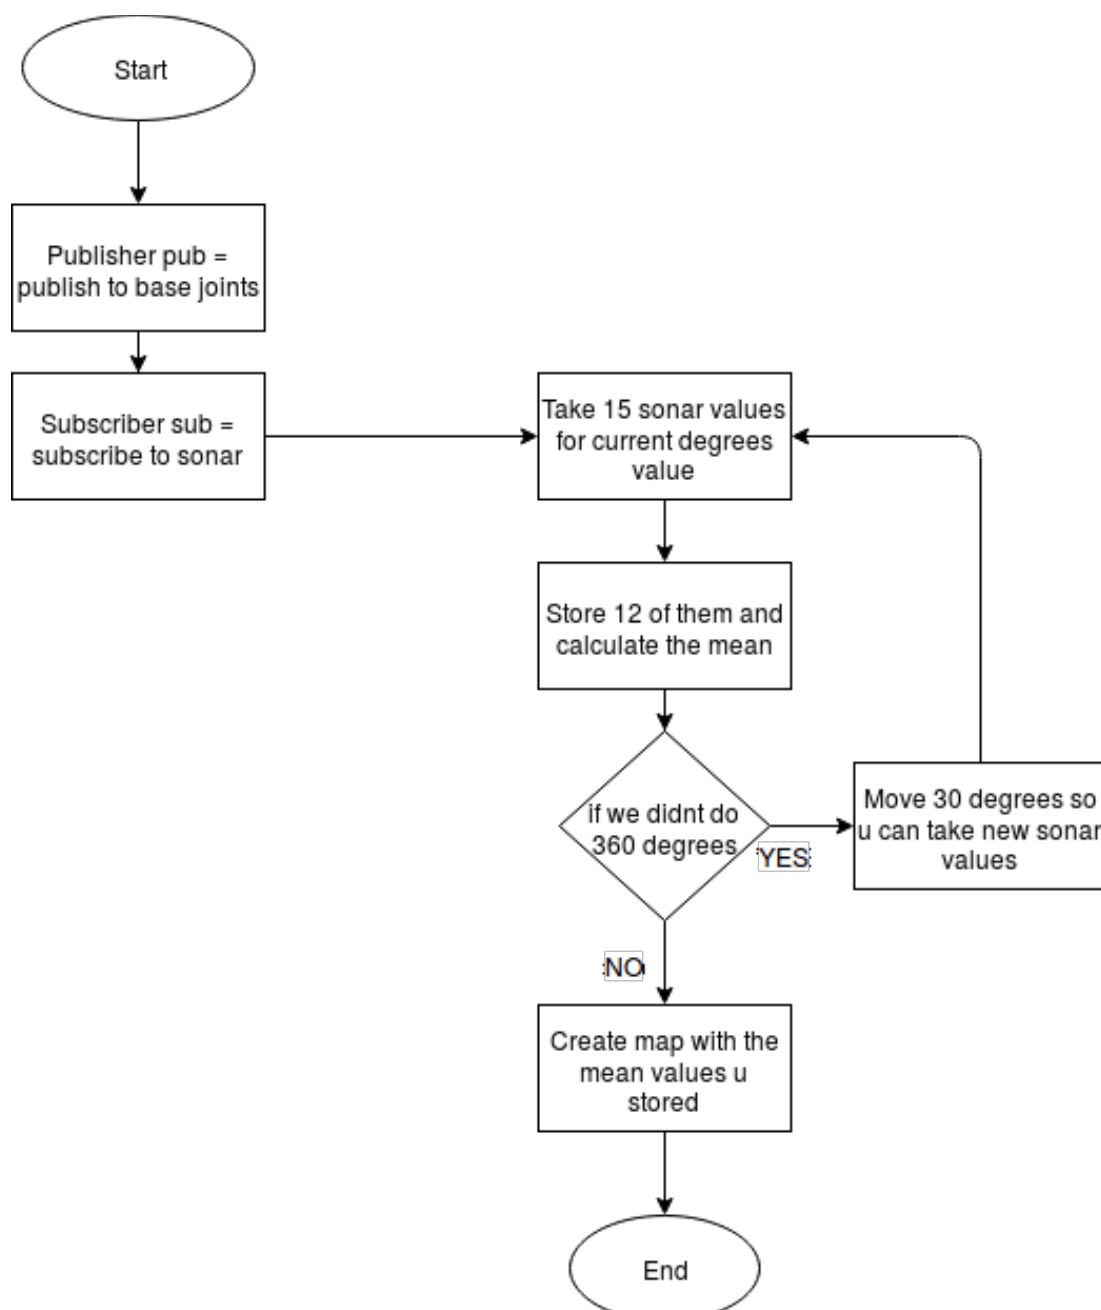 Start
Publisher pub =
publish to base joints
Subscriber sub =
subscribe to sonar
Take 15 sonar values
for current degrees
value
Store 12 of them and
calculate the mean
if we didnt do
360 degrees
YES
Move 30 degrees so
u can take new sonar
values
NO
Create map with the
mean values u
stored
End